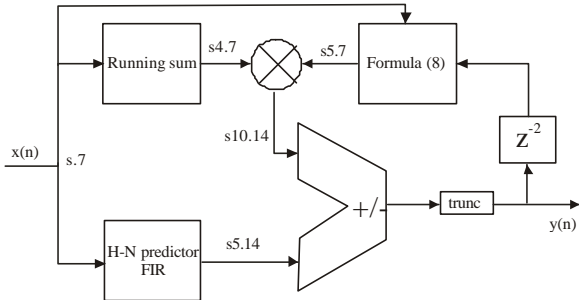 s4.7
s5.7
Running sum
Formula (8)
x(n)
s.7
s10.14
Z^-2
+/-
trunc
y(n)
H-N predictor
FIR
s5.14